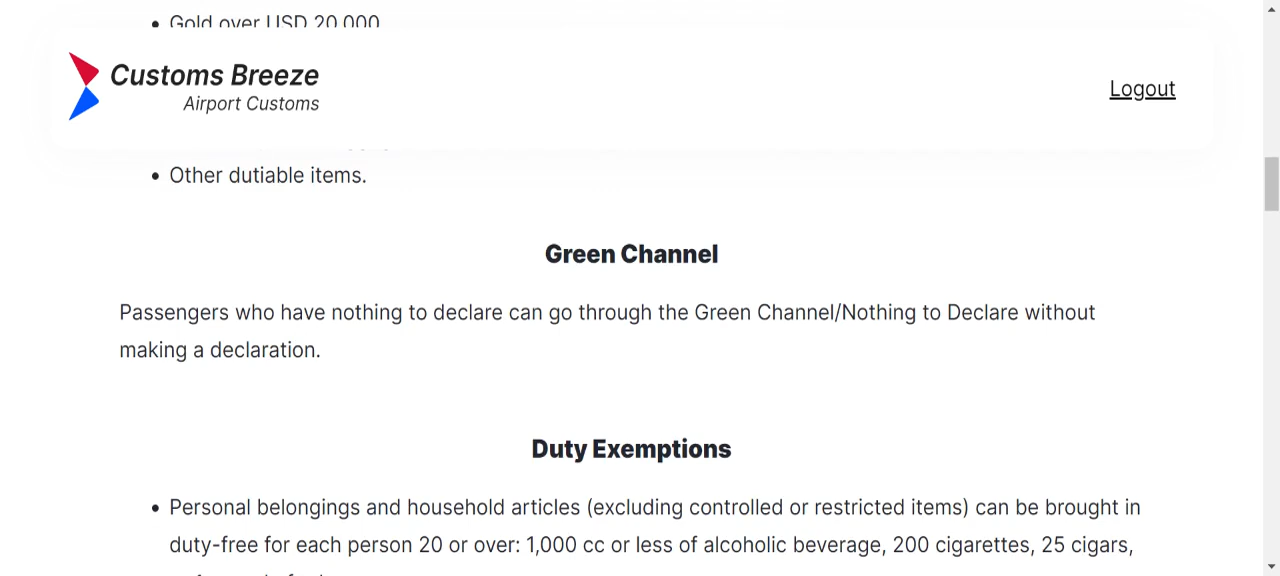 Gold over USD 20,000
Customs Breeze
Airport Customs
Logout
Other dutiable items.
Green Channel
Passengers who have nothing to declare can go through the Green Channel/Nothing to Declare without
making a declaration.
Duty Exemptions
Personal belongings and household articles (excluding controlled or restricted items) can be brought in
duty-free for each person 20 or over: 1,000 cc or less of alcoholic beverage, 200 cigarettes, 25 cigars,